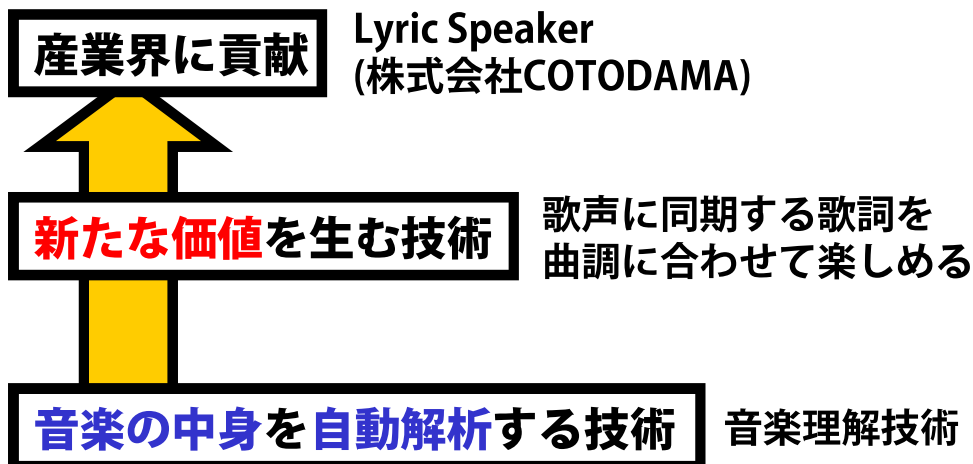 産業界に貢献
Lyric Speaker
(株式会社COTODAMA)
新たな価値を生む技術
歌声に同期する歌詞を
曲調に合わせて楽しめる
音楽の中身を自動解析する技術
音楽理解技術